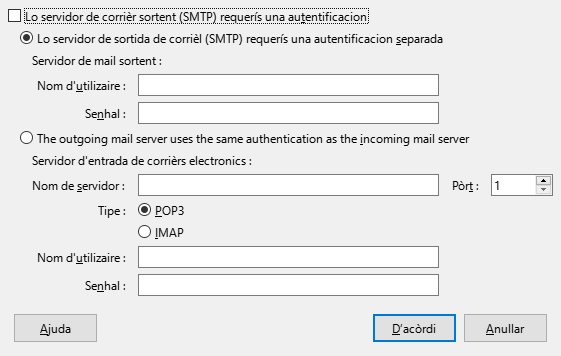 Lo servidor de corrièr sortent (SMTP) requerís una autentificacion
Lo servidor de sortida de corrièl (SMTP) requerís una autentificacion separada
Servidor de mail sortent :
Nom d'utilizaire :
Senhal :
The outgoing mail server uses the same authentication as the incoming mail server
Servidor d'entrada de corrièrs electronics :
Nom de servidor : Pòrt : 1
Tipe : POP3
IMAP
Nom d'utilizaire :
Senhal :
Ajuda D'acòrdi Anullar